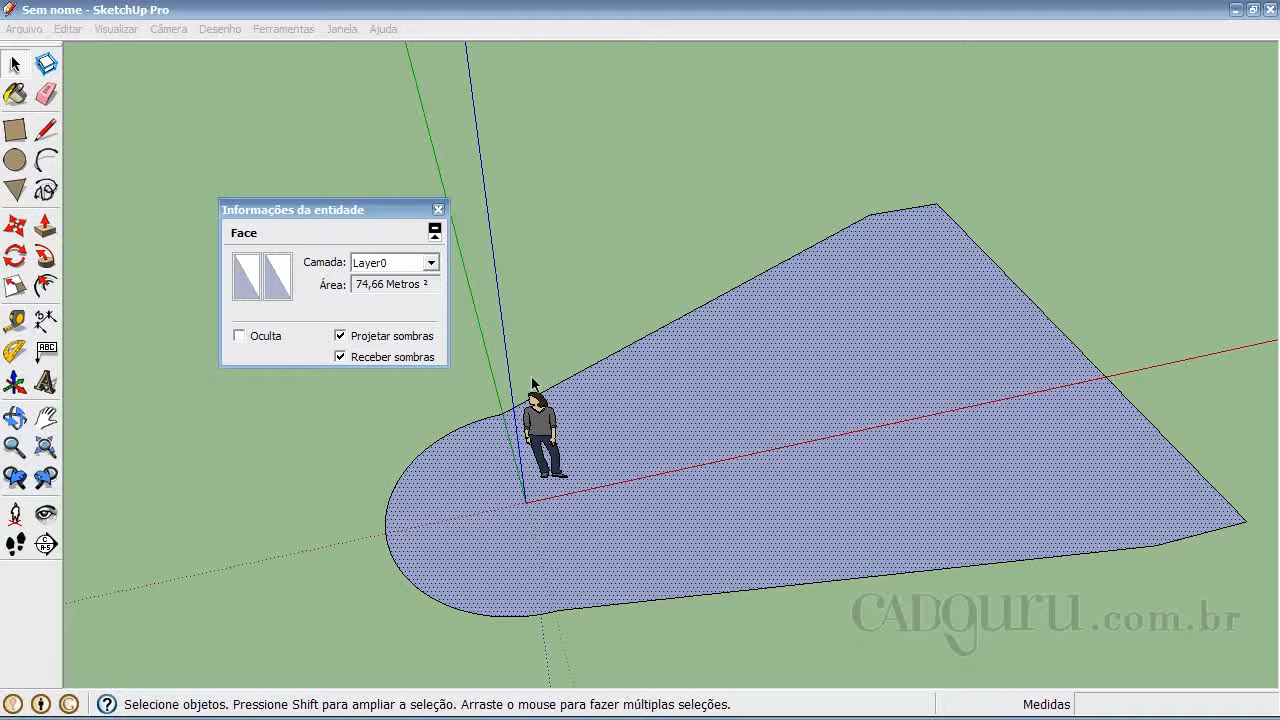 Sem nome - SketchUp Pro
Arquivo Editar Visualizar Câmera Desenho Ferramentas Janela Ajuda
ABC
Informações da entidade
Face
Camada: Layer0
Área: 74,66 Metros ²
Oculta
Projetar sombras
Receber sombras
CADguru.com.br
Selecione objetos. Pressione Shift para ampliar a seleção. Arraste o mouse para fazer múltiplas seleções.
Medidas